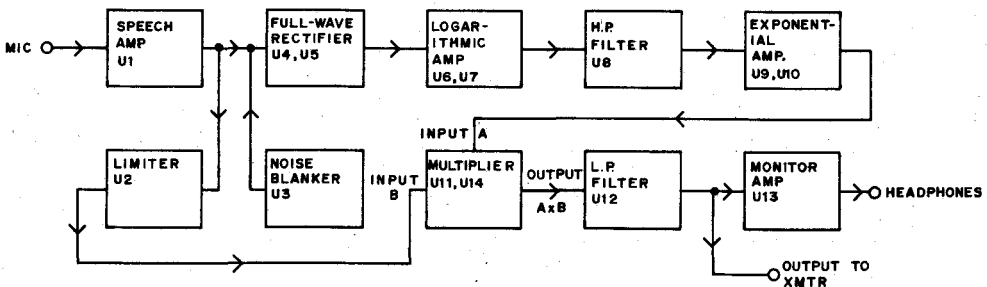 MIC
SPEECH
AMP
U1
FULL-WAVE
RECTIFIER
U4,U5
LOGAR-
ITHMIC
AMP
U6,U7
H.P.
FILTER
U8
EXPONENT-
IAL
AMP.
U9,U10
LIMITER
U2
NOISE
BLANKER
U3
INPUT A
INPUT
B
MULTIPLIER
U11,U14
OUTPUT
AxB
L.P.
FILTER
U12
MONITOR
AMP
U13
HEADPHONES
OUTPUT TO
XMTR